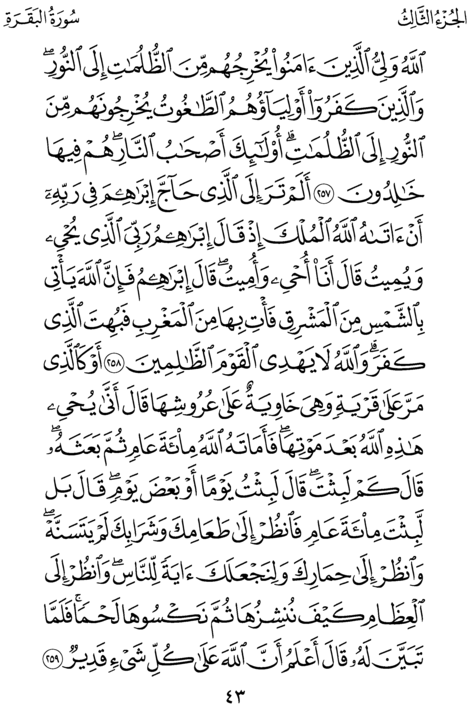 الجُزْءُ الثَّالِثُ سُورَةُ البَقَرَةِ
ٱللَّهُ وَلِيُّ ٱلَّذِينَ ءَامَنُوا۟ يُخْرِجُهُم مِّنَ ٱلظُّلُمَـٰتِ إِلَى ٱلنُّورِۖ
وَٱلَّذِينَ كَفَرُوٓا۟ أَوْلِيَآؤُهُمُ ٱلطَّـٰغُوتُ يُخْرِجُونَهُم مِّنَ
ٱلنُّورِ إِلَى ٱلظُّلُمَـٰتِۗ أُو۟لَـٰٓئِكَ أَصْحَـٰبُ ٱلنَّارِۖ هُمْ فِيهَا
خَـٰلِدُونَ ٢٥٧ أَلَمْ تَرَ إِلَى ٱلَّذِى حَآجَّ إِبْرَٰهِـۧمَ فِى رَبِّهِۦٓ
أَنْ ءَاتَىٰهُ ٱللَّهُ ٱلْمُلْكَ إِذْ قَالَ إِبْرَٰهِـۧمُ رَبِّىَ ٱلَّذِى يُحْىِۦ
وَيُمِيتُ قَالَ أَنَا۠ أُحْىِۦ وَأُمِيتُۖ قَالَ إِبْرَٰهِـۧمُ فَإِنَّ ٱللَّهَ يَأْتِى
بِٱلشَّمْسِ مِنَ ٱلْمَشْرِقِ فَأْتِ بِهَا مِنَ ٱلْمَغْرِبِ فَبُهِتَ ٱلَّذِى
كَفَرَۗ وَٱللَّهُ لَا يَهْدِى ٱلْقَوْمَ ٱلظَّـٰلِمِينَ ٢٥٨ أَوْ كَٱلَّذِى
مَرَّ عَلَىٰ قَرْيَةٍ وَهِىَ خَاوِيَةٌ عَلَىٰ عُرُوشِهَا قَالَ أَنَّىٰ يُحْىِۦ
هَـٰذِهِ ٱللَّهُ بَعْدَ مَوْتِهَاۖ فَأَمَاتَهُ ٱللَّهُ مِا۟ئَةَ عَامٍ ثُمَّ بَعَثَهُۥۖ
قَالَ كَمْ لَبِثْتَۖ قَالَ لَبِثْتُ يَوْمًا أَوْ بَعْضَ يَوْمٍۖ قَالَ بَل
لَّبِثْتَ مِا۟ئَةَ عَامٍ فَٱنظُرْ إِلَىٰ طَعَامِكَ وَشَرَابِكَ لَمْ يَتَسَنَّهْۖ
وَٱنظُرْ إِلَىٰ حِمَارِكَ وَلِنَجْعَلَكَ ءَايَةً لِّلنَّاسِۖ وَٱنظُرْ إِلَى
ٱلْعِظَامِ كَيْفَ نُنشِزُهَا ثُمَّ نَكْسُوهَا لَحْمًاۚ فَلَمَّا
تَبَيَّنَ لَهُۥ قَالَ أَعْلَمُ أَنَّ ٱللَّهَ عَلَىٰ كُلِّ شَىْءٍ قَدِيرٌ ٢٥٩
٤٣